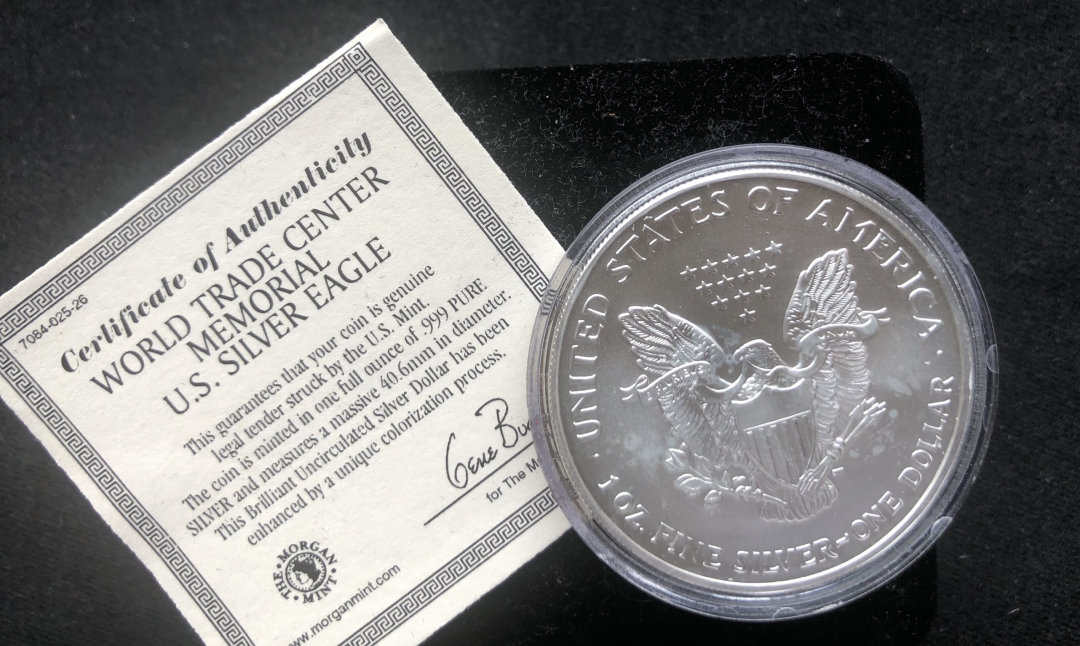 7084-025-26
Certificate of Authenticity
WORLD TRADE CENTER
MEMORIAL
U.S. SILVER EAGLE
This guarantees that your coin is genuine
legal tender struck by the U.S. Mint.
The coin is minted in one full ounce of 999 PURE
SILVER and measures a massive 40.6mm in diameter.
This Brilliant Uncirculated Silver Dollar has been
enhanced by a unique colorization process.
Gene
for The
THE MORGAN MINT
www.morganmint.com
UNITED STATES OF AMERICA
PLURIBUS
1 OZ. FINE SILVER~ONE DOLLAR